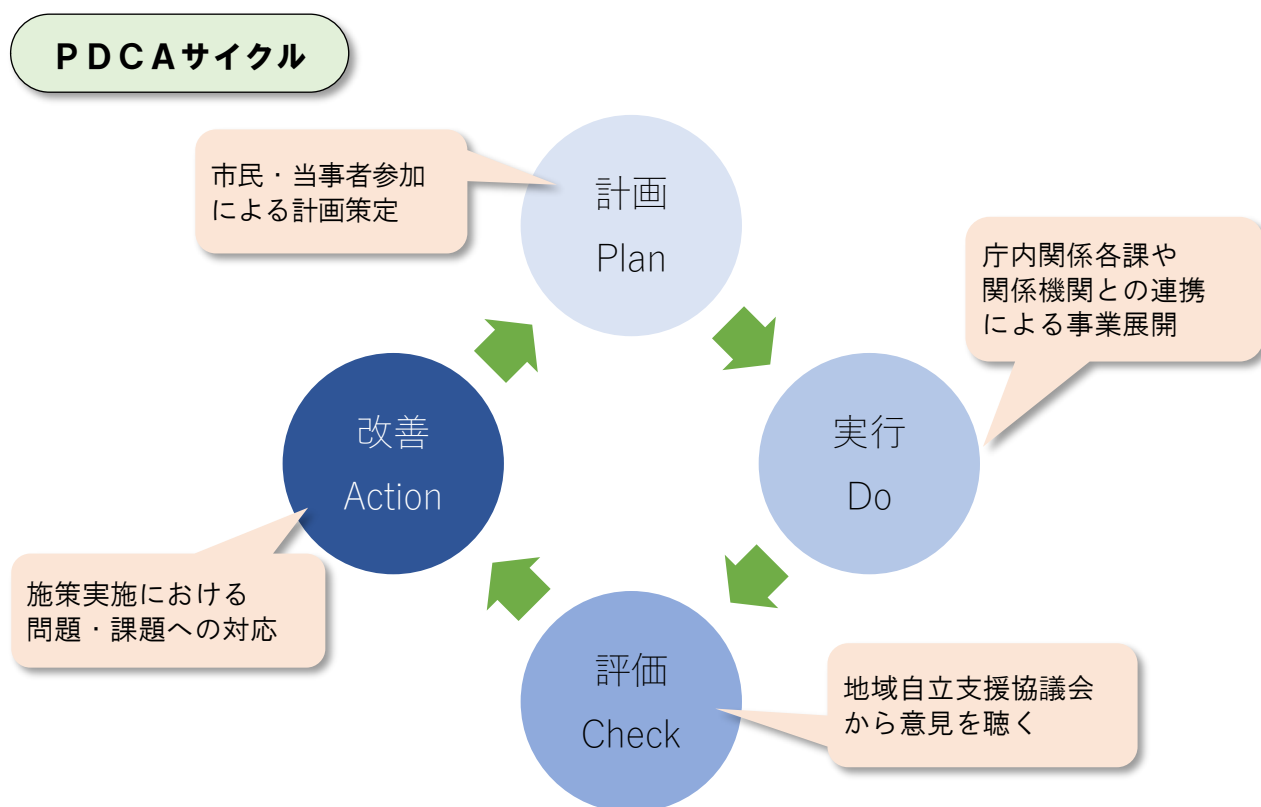 ＰＤＣＡサイクル
市民・当事者参加
による計画策定
計画
Plan
庁内関係各課や
関係機関との連携
による事業展開
実行
Do
改善
Action
施策実施における
問題・課題への対応
評価
Check
地域自立支援協議会
から意見を聴く